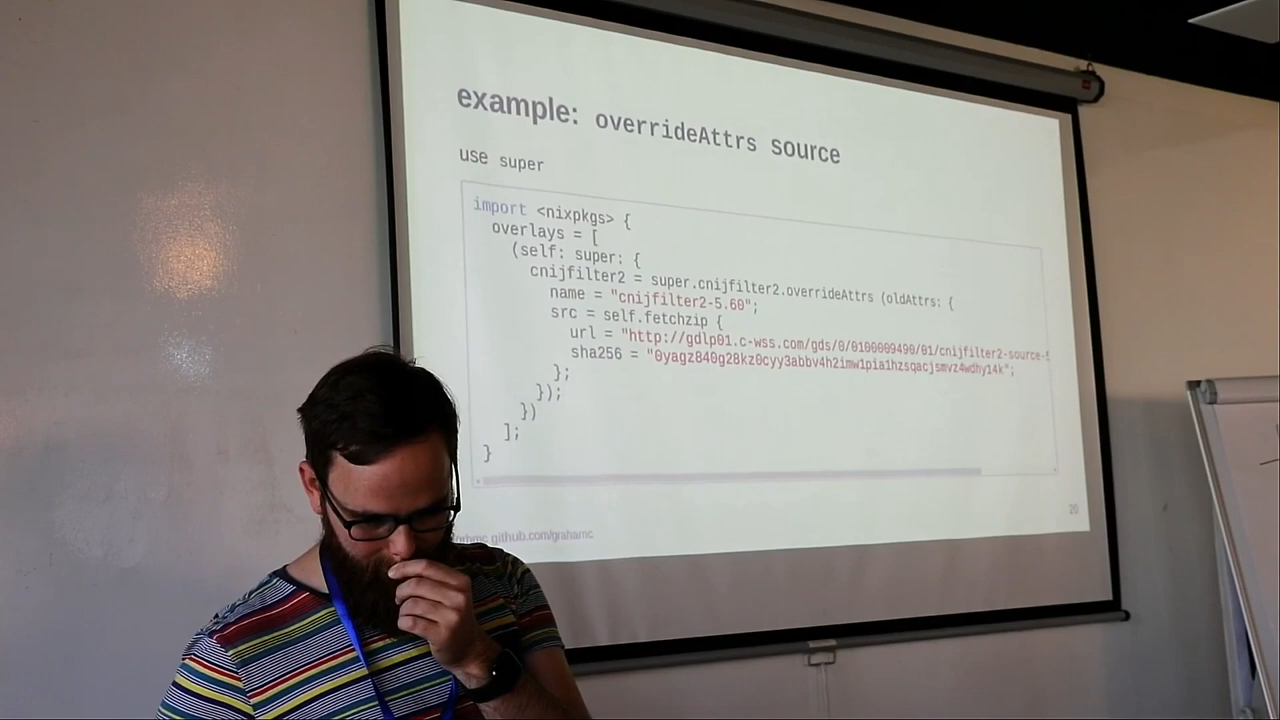 example: overrideAttrs source
use super
import <nixpkgs> {
overlays = [
(self: super: {
cnijfilter2 = super.cnijfilter2.overrideAttrs (oldAttrs: {
name = "cnijfilter2-5.60";
src = self.fetchzip {
url = "http://gdlp01.c-wss.com/gds/0/0100009490/01/cnijfilter2-source-5
sha256 = "0yagz840g28kz0cyy3abbv4h2imw1pia1hzsqacjsmvz4wdhy14k";
};
});
})
];
}
github.com/grahamc
20